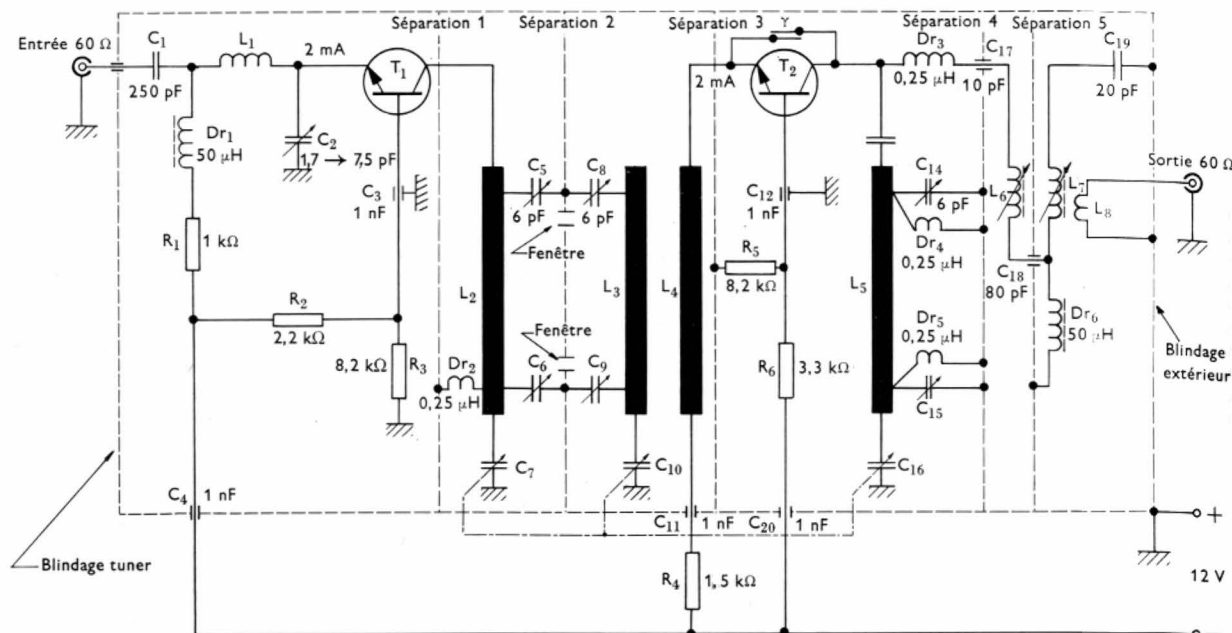 Séparation 1
Séparation 2
Séparation 3
Séparation 4
Séparation 5
Entrée 60 Ω
C1
250 pF
L1
2 mA
T1
Dr1
50 µH
C2
1,7 → 7,5 pF
C3
1 nF
R1
1 kΩ
R2
2,2 kΩ
8,2 kΩ
R3
Dr2
0,25 µH
L2
C5
6 pF
C8
6 pF
Fenêtre
Fenêtre
C6
C9
L3
L4
C7
C10
2 mA
T2
C12
1 nF
R5
8,2 kΩ
R6
3,3 kΩ
L5
Dr3
0,25 µH
C17
10 pF
C19
20 pF
C14
6 pF
Dr4
0,25 µH
Dr5
0,25 µH
C15
C16
L6
L7
L8
Sortie 60 Ω
C18
80 pF
Dr6
50 µH
Blindage
extérieur
C4
1 nF
C11
1 nF
C20
1 nF
R4
1,5 kΩ
Blindage tuner
+
12 V